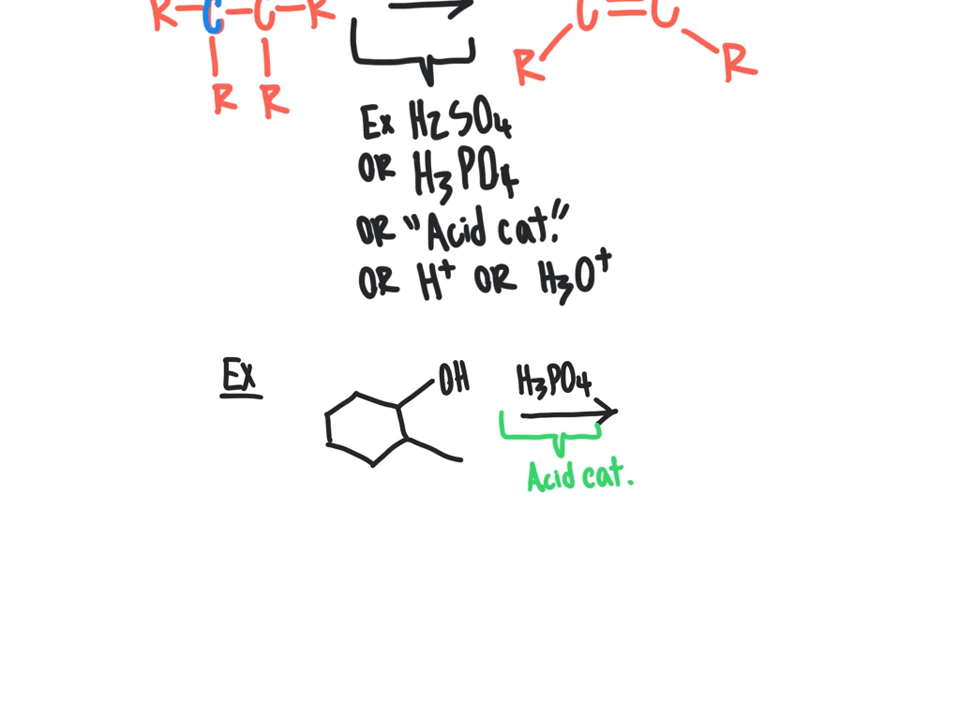 R-C-C-R → C=C
R R R R
Ex H2SO4
OR H3PO4
OR "Acid cat."
OR H+ OR H3O+
Ex OH H3PO4
Acid cat.